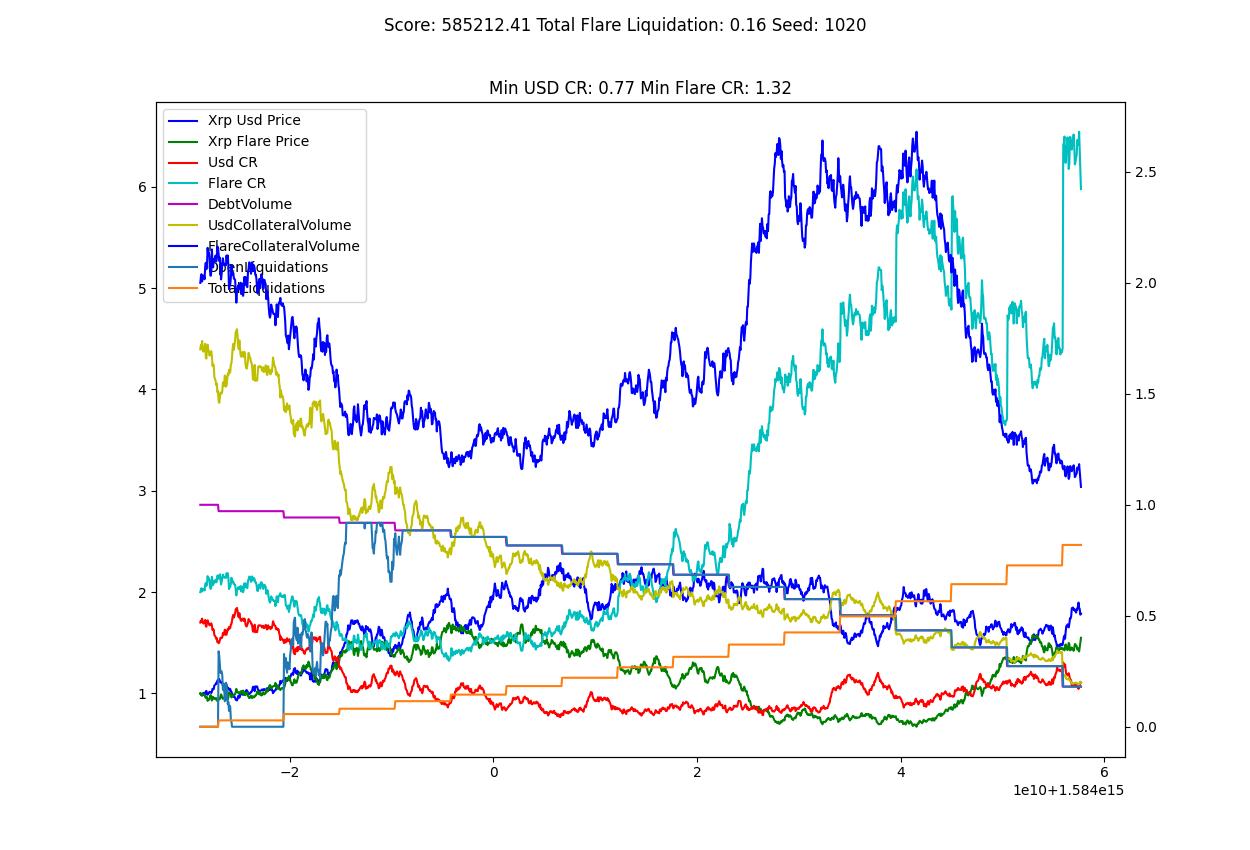 Score: 585212.41 Total Flare Liquidation: 0.16 Seed: 1020
Min USD CR: 0.77 Min Flare CR: 1.32
Xrp Usd Price
Xrp Flare Price
Usd CR
Flare CR
DebtVolume
UsdCollateralVolume
FlareCollateralVolume
OpenLiquidations
TotalLiquidations
6
5
4
3
2
1
2.5
2.0
1.5
1.0
0.5
0.0
−2
0
2
4
6
1e10+1.584e15